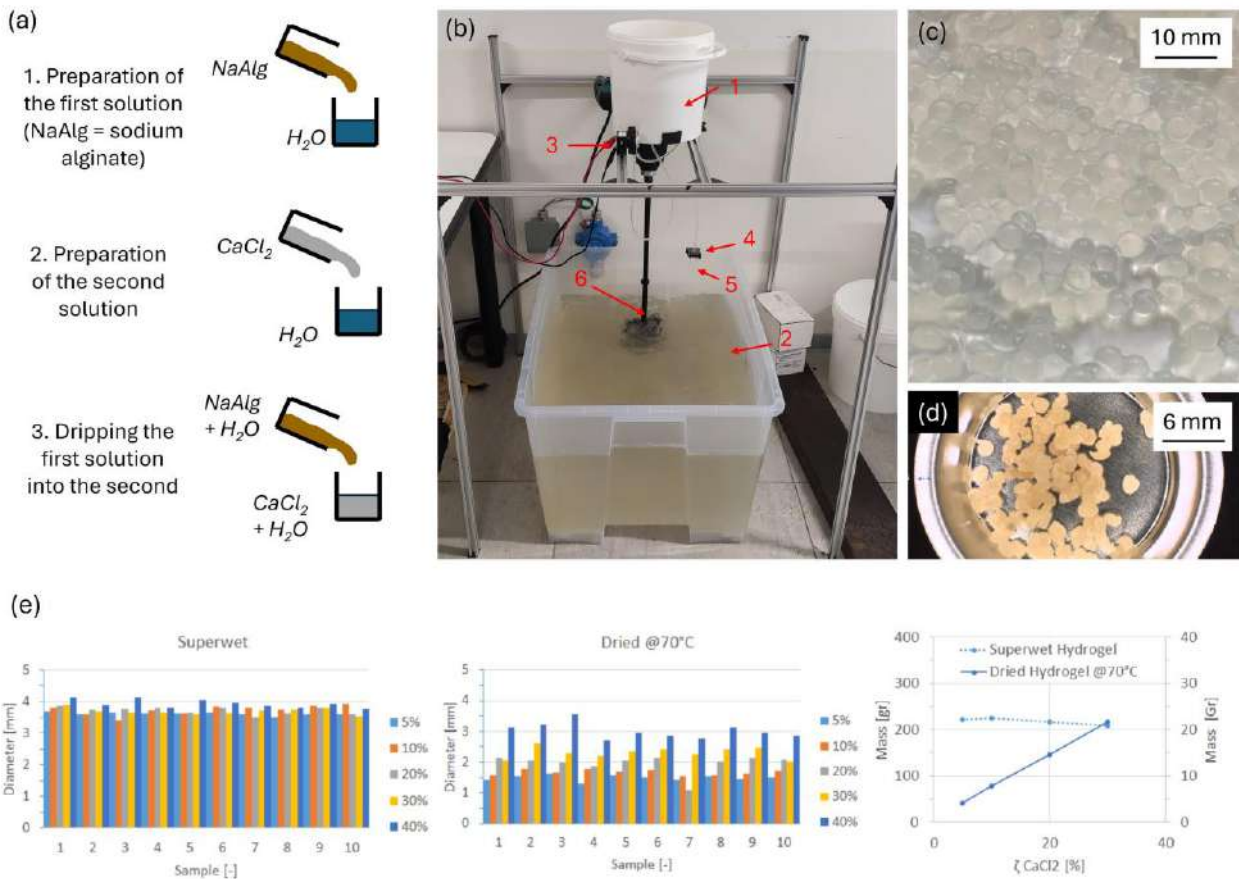 (a)
1. Preparation of
the first solution
(NaAlg = sodium
alginate)
NaAlg
H₂O
2. Preparation
of the second
solution
CaCl₂
H₂O
3. Dripping the
first solution
into the second
NaAlg
+ H₂O
CaCl₂
+ H₂O
(b)
1
3
4
5
6
2
(c)
10 mm
(d)
6 mm
(e)
Superwet
Diameter [mm]
5
4
3
2
1
0
1 2 3 4 5 6 7 8 9 10
Sample [-]
5%
10%
20%
30%
40%
Dried @70°C
Diameter [mm]
5
4
3
2
1
0
1 2 3 4 5 6 7 8 9 10
Sample [-]
5%
10%
20%
30%
40%
Superwet Hydrogel
Dried Hydrogel @70°C
Mass [gr]
400
300
200
100
0
40
30
20
10
0
Mass [Gr]
0 20 40
ζ CaCl2 [%]